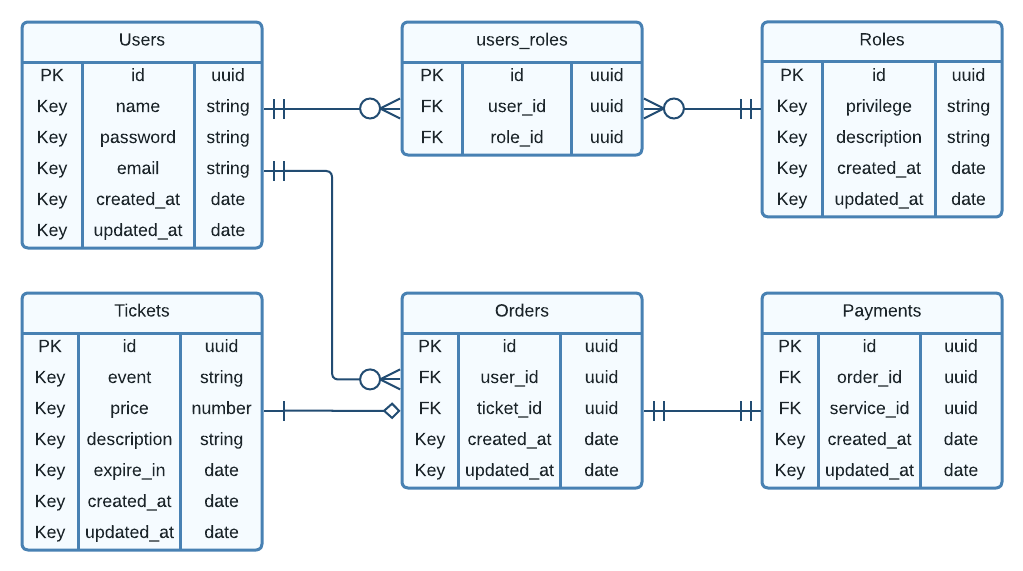 Users
PK id uuid
Key name string
Key password string
Key email string
Key created_at date
Key updated_at date
users_roles
PK id uuid
FK user_id uuid
FK role_id uuid
Roles
PK id uuid
Key privilege string
Key description string
Key created_at date
Key updated_at date
Tickets
PK id uuid
Key event string
Key price number
Key description string
Key expire_in date
Key created_at date
Key updated_at date
Orders
PK id uuid
FK user_id uuid
FK ticket_id uuid
Key created_at date
Key updated_at date
Payments
PK id uuid
FK order_id uuid
FK service_id uuid
Key created_at date
Key updated_at date